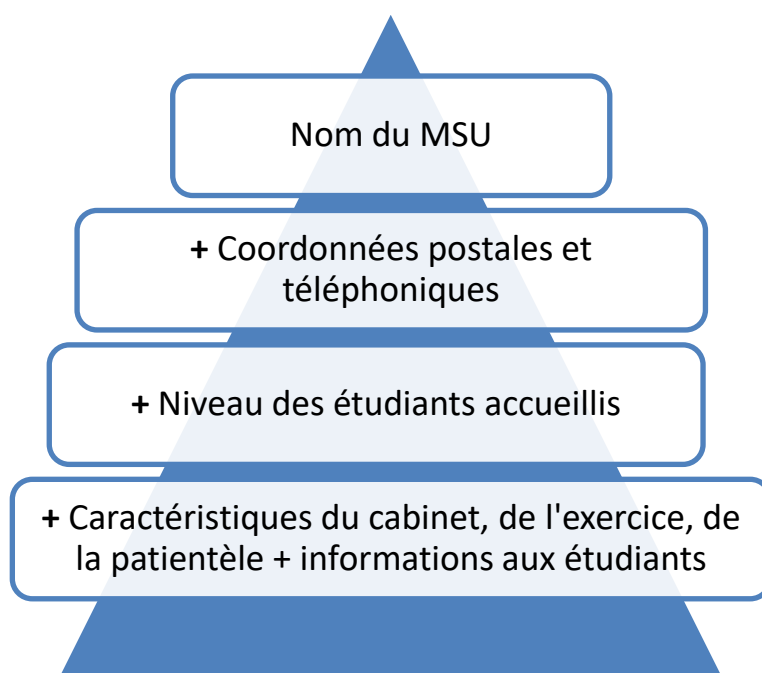 Nom du MSU
+ Coordonnées postales et
téléphoniques
+ Niveau des étudiants accueillis
+ Caractéristiques du cabinet, de l'exercice, de
la patientèle + informations aux étudiants